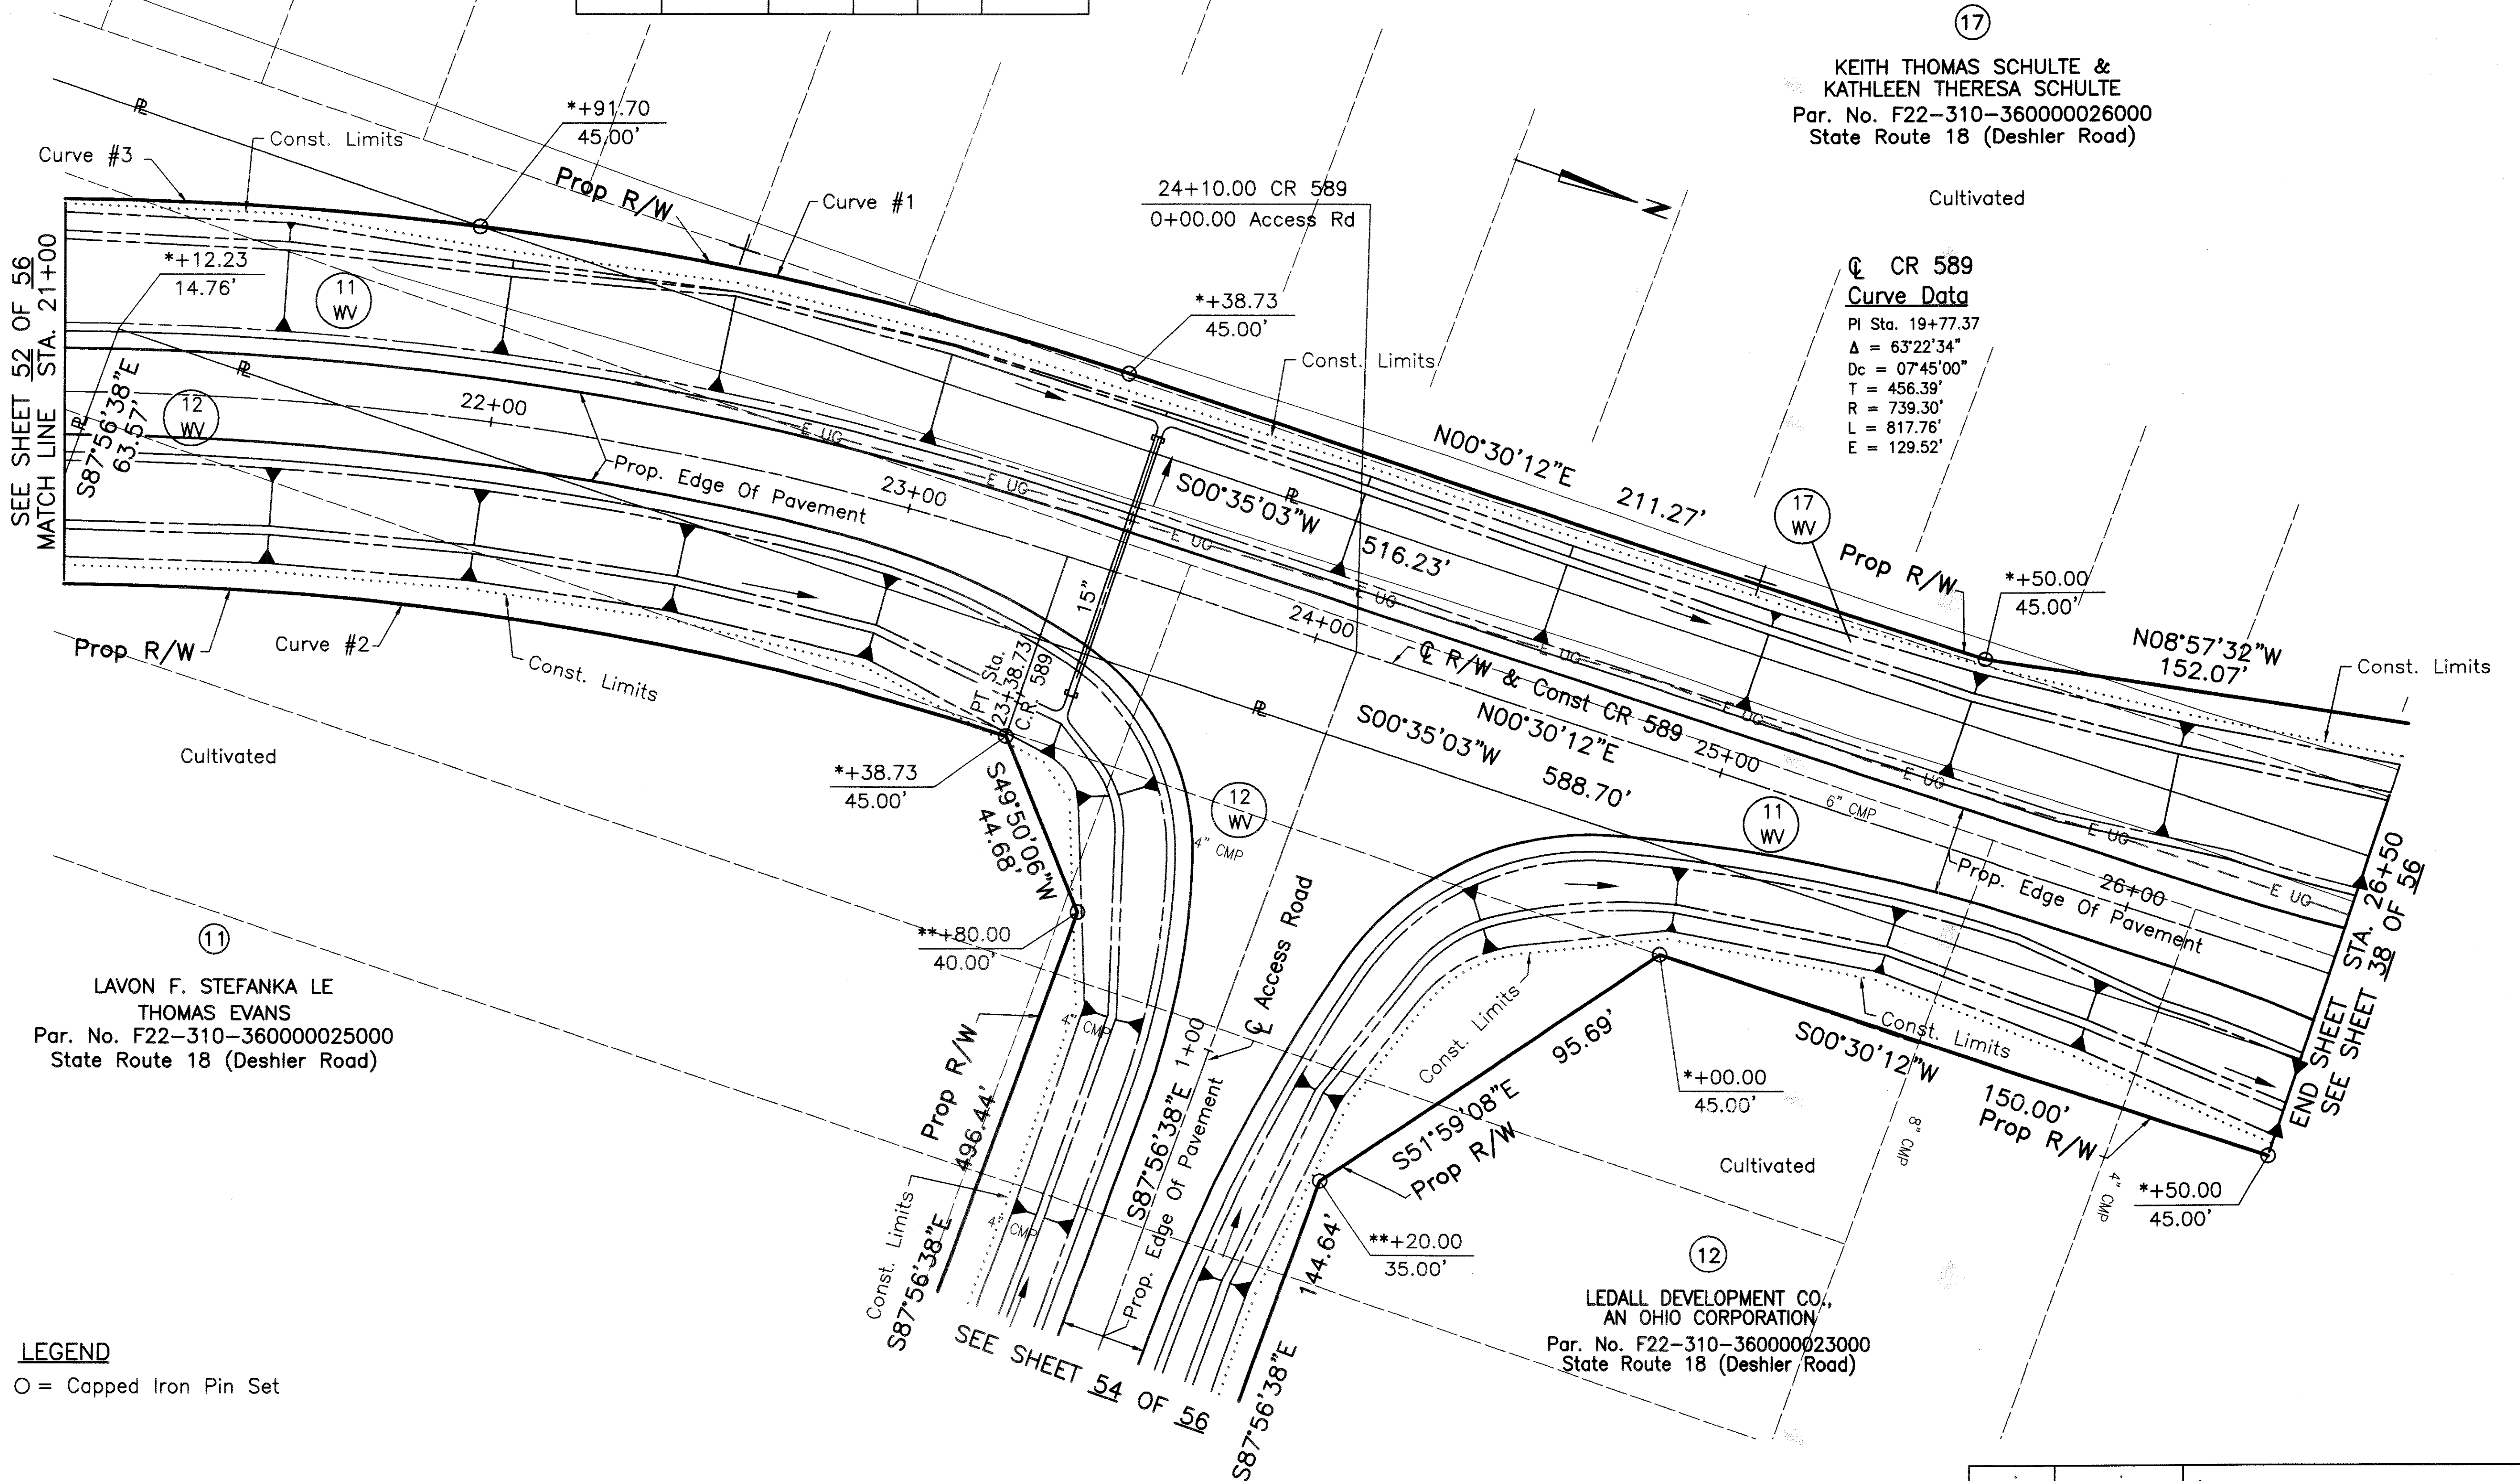 17
KEITH THOMAS SCHULTE &
KATHLEEN THERESA SCHULTE
Par. No. F22-310-360000026000
State Route 18 (Deshler Road)
Cultivated
℄ CR 589
Curve Data
PI Sta. 19+77.37
Δ = 63°22'34"
Dc = 07°45'00"
T = 456.39'
R = 739.30'
L = 817.76'
E = 129.52'
N
℄
Curve #3
Const. Limits
*+91.70
45.00'
Prop R/W
Curve #1
24+10.00 CR 589
0+00.00 Access Rd
*+12.23
14.76'
11
WV
*+38.73
45.00'
Const. Limits
SEE SHEET 52 OF 56
MATCH LINE STA. 21+00
S87°56'38"E
63.57'
12
WV
22+00
E UG
Prop. Edge Of Pavement
23+00
E UG
S00°35'03"W
516.23'
N00°30'12"E
211.27'
17
WV
Prop R/W
*+50.00
45.00'
N08°57'32"W
152.07'
Const. Limits
E UG
15"
E UG
24+00
E UG
℄ R/W & Const CR 589
N00°30'12"E
25+00
E UG
E UG
E UG
E UG
S00°35'03"W
588.70'
Prop R/W
Curve #2
Const. Limits
PT Sta.
23+38.73
C.R. 589
Cultivated
*+38.73
45.00'
S49°50'06"W
44.68'
12
WV
4" CMP
6" CMP
11
WV
Prop. Edge Of Pavement
26+00
END SHEET STA. 26+50
SEE SHEET 38 OF 56
**+80.00
40.00'
11
LAVON F. STEFANKA LE
THOMAS EVANS
Par. No. F22-310-360000025000
State Route 18 (Deshler Road)
℄ Access Road
1+00
S87°56'38"E
Prop. Edge Of Pavement
4" CMP
Prop R/W
S87°56'38"E 496.44'
Const. Limits
4" CMP
Const. Limits
95.69'
S51°59'08"E
Prop R/W
*+00.00
45.00'
Const. Limits
S00°30'12"W
150.00'
Prop R/W
8" CMP
4" CMP
Cultivated
*+50.00
45.00'
**+20.00
35.00'
S87°56'38"E 144.64'
12
LEDALL DEVELOPMENT CO.,
AN OHIO CORPORATION
Par. No. F22-310-360000023000
State Route 18 (Deshler Road)
SEE SHEET 54 OF 56
LEGEND
O = Capped Iron Pin Set